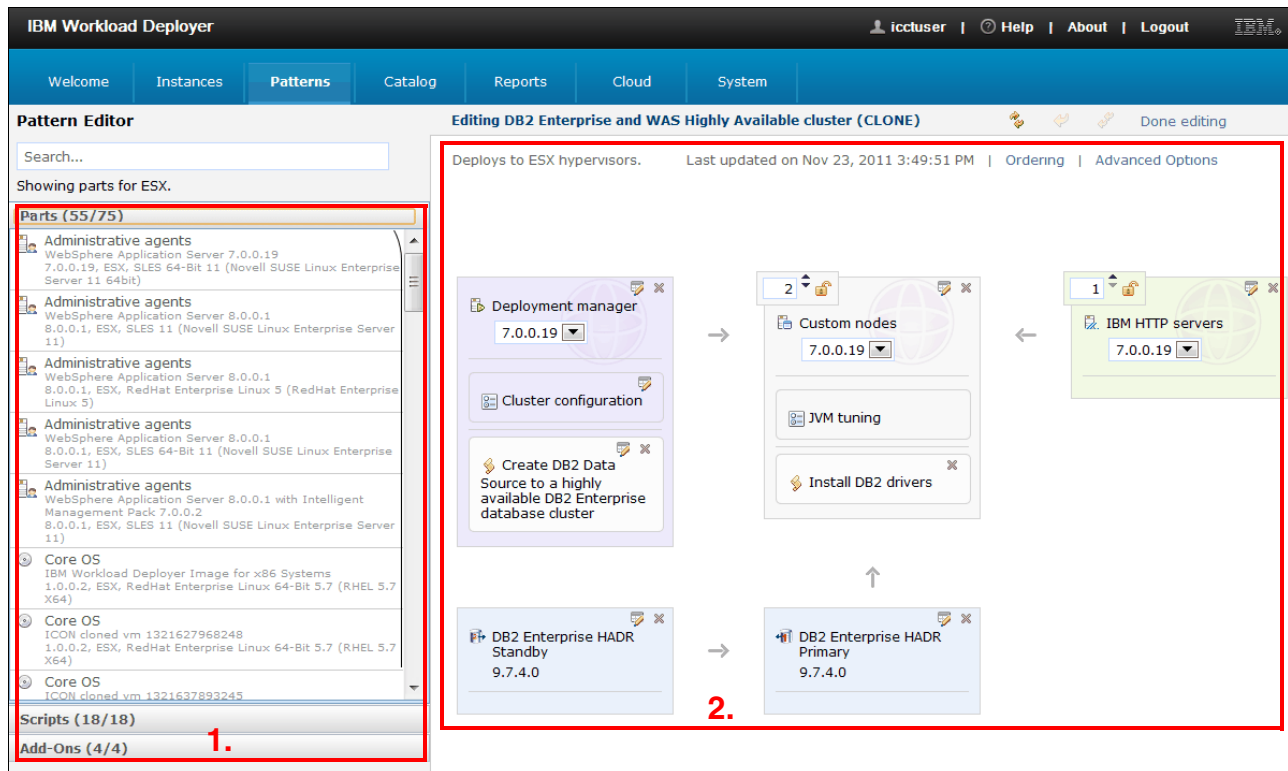 IBM Workload Deployer
icctuser | Help | About | Logout IBM
Welcome Instances Patterns Catalog Reports Cloud System
Pattern Editor
Search...
Showing parts for ESX.
Parts (55/75)
Administrative agents
WebSphere Application Server 7.0.0.19
7.0.0.19, ESX, SLES 64-Bit 11 (Novell SUSE Linux Enterprise
Server 11 64bit)
Administrative agents
WebSphere Application Server 8.0.0.1
8.0.0.1, ESX, SLES 11 (Novell SUSE Linux Enterprise Server
11)
Administrative agents
WebSphere Application Server 8.0.0.1
8.0.0.1, ESX, RedHat Enterprise Linux 5 (RedHat Enterprise
Linux 5)
Administrative agents
WebSphere Application Server 8.0.0.1
8.0.0.1, ESX, SLES 64-Bit 11 (Novell SUSE Linux Enterprise
Server 11)
Administrative agents
WebSphere Application Server 8.0.0.1 with Intelligent
Management Pack 7.0.0.2
8.0.0.1, ESX, SLES 11 (Novell SUSE Linux Enterprise Server
11)
Core OS
IBM Workload Deployer Image for x86 Systems
1.0.0.2, ESX, RedHat Enterprise Linux 64-Bit 5.7 (RHEL 5.7
X64)
Core OS
ICON cloned vm 1321627968248
1.0.0.2, ESX, RedHat Enterprise Linux 64-Bit 5.7 (RHEL 5.7
X64)
Core OS
ICON cloned vm 1321637893245
Scripts (18/18)
Add-Ons (4/4)
1.
Editing DB2 Enterprise and WAS Highly Available cluster (CLONE)
Done editing
Deploys to ESX hypervisors. Last updated on Nov 23, 2011 3:49:51 PM | Ordering | Advanced Options
Deployment manager
7.0.0.19
Cluster configuration
Create DB2 Data
Source to a highly
available DB2 Enterprise
database cluster
2
Custom nodes
7.0.0.19
JVM tuning
Install DB2 drivers
1
IBM HTTP servers
7.0.0.19
DB2 Enterprise HADR
Standby
9.7.4.0
DB2 Enterprise HADR
Primary
9.7.4.0
2.